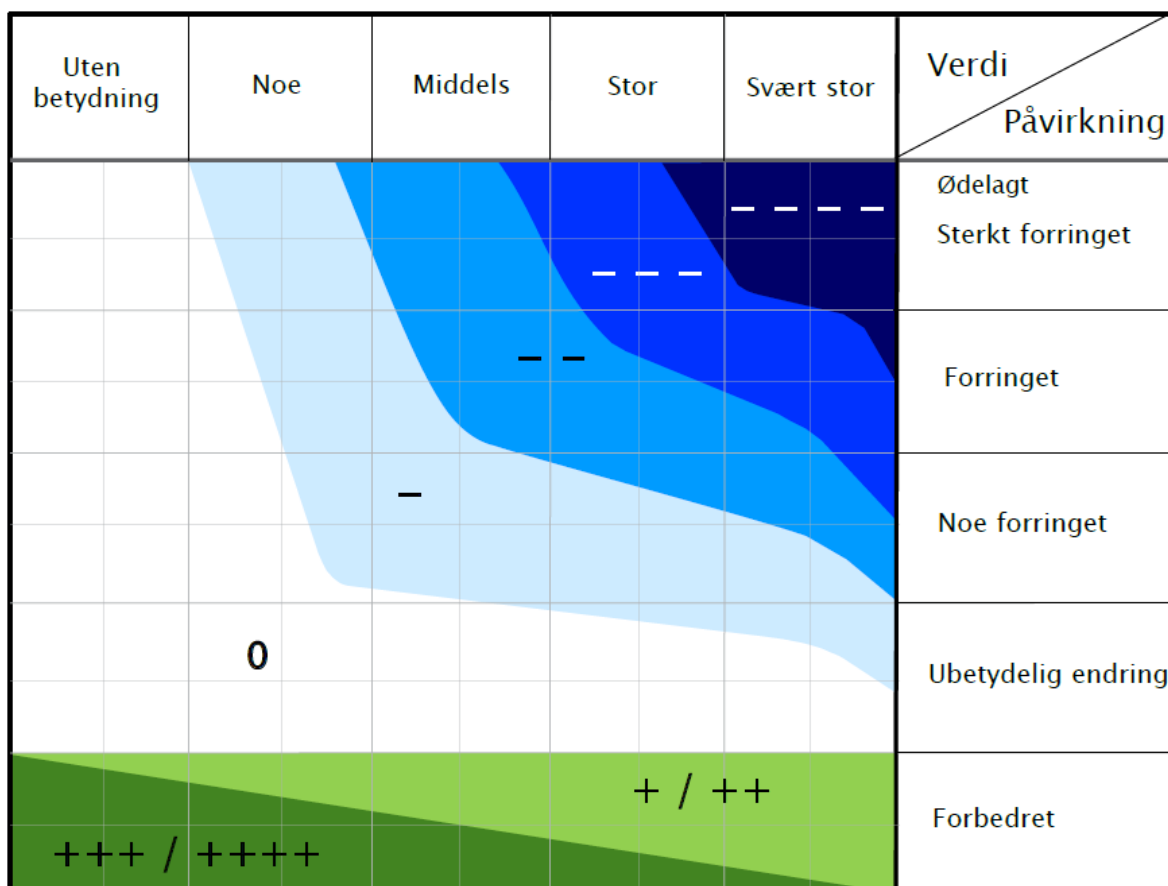 Uten
betydning
Noe
Middels
Stor
Svært stor
Verdi
Påvirkning
Ødelagt
– – – –
Sterkt forringet
– – –
– –
Forringet
–
Noe forringet
0
Ubetydelig endring
+ / ++
Forbedret
+++ / ++++